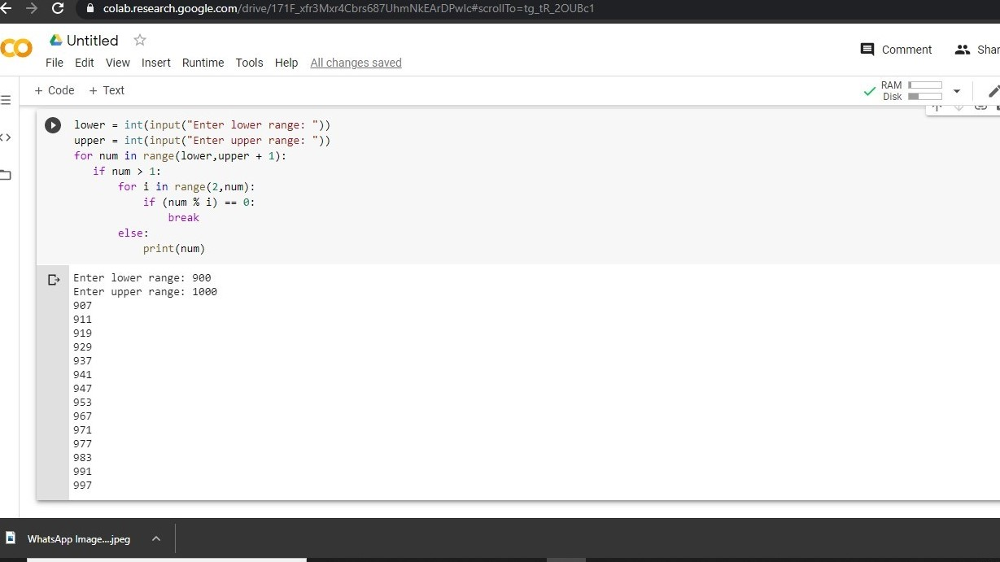 colab.research.google.com/drive/171F_xfr3Mxr4Cbrs687UhmNkEArDPwIc#scrollTo=tg_tR_2OUBc1
Untitled
File Edit View Insert Runtime Tools Help All changes saved
Comment Shar
+ Code + Text
RAM
Disk
lower = int(input("Enter lower range: "))
upper = int(input("Enter upper range: "))
for num in range(lower,upper + 1):
   if num > 1:
       for i in range(2,num):
           if (num % i) == 0:
               break
       else:
           print(num)
Enter lower range: 900
Enter upper range: 1000
907
911
919
929
937
941
947
953
967
971
977
983
991
997
WhatsApp Image....jpeg